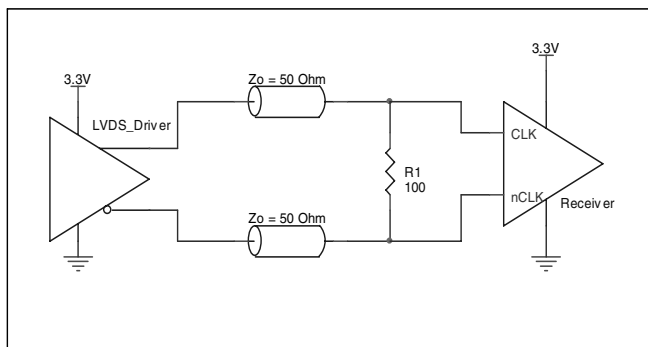 3.3V
LVDS_Driver
Zo = 50 Ohm
Zo = 50 Ohm
R1
100
3.3V
CLK
nCLK
Receiver